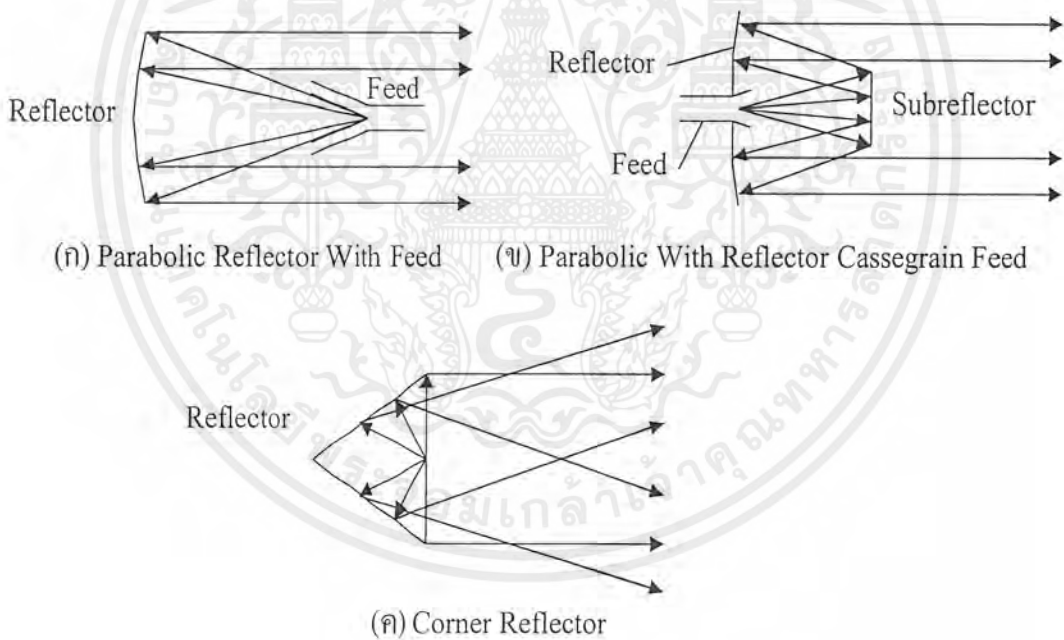 Reflector
Feed
(ก) Parabolic Reflector With Feed
Reflector
Feed
Subreflector
(ข) Parabolic With Reflector Cassegrain Feed
Reflector
(ค) Corner Reflector